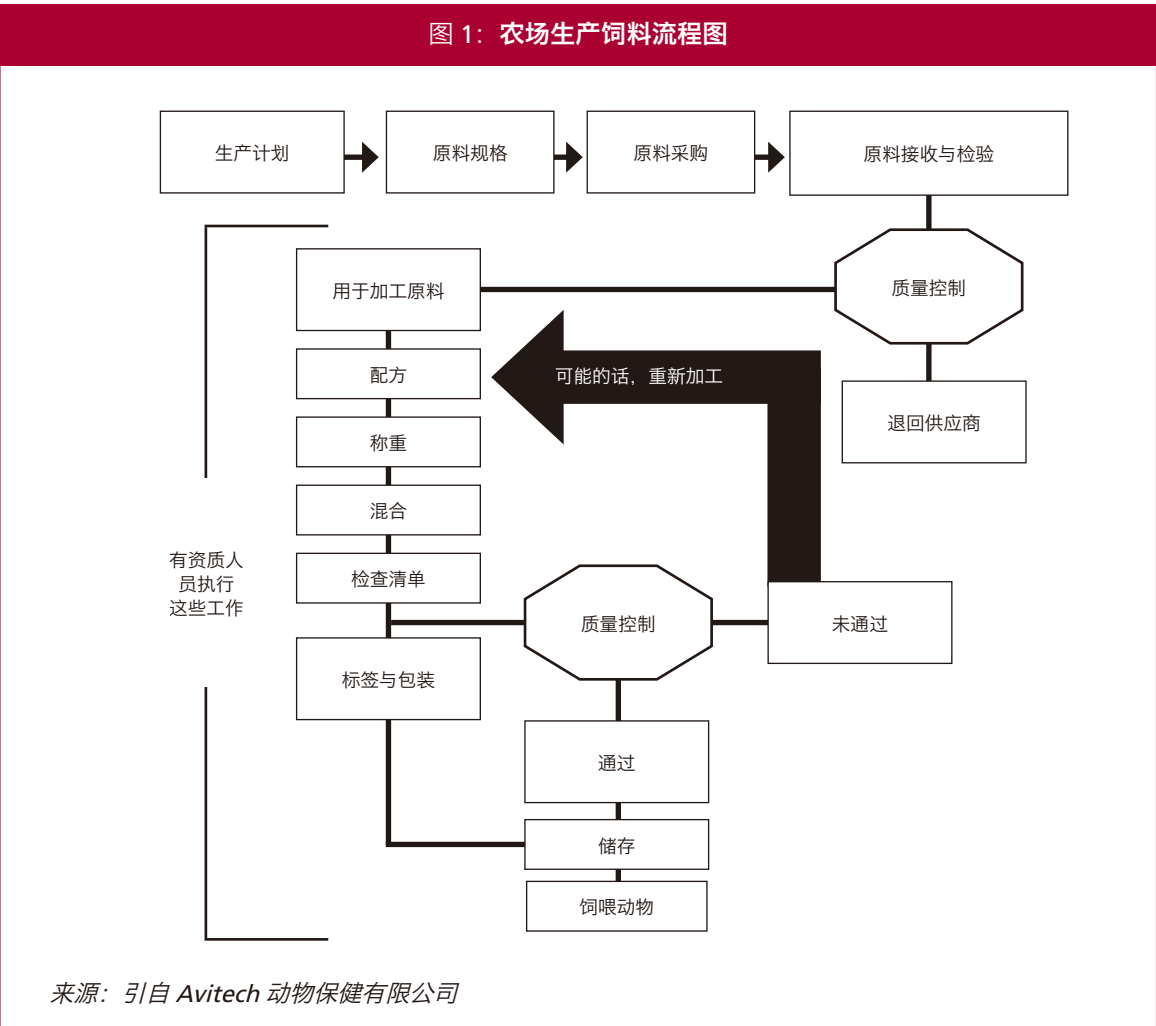 图 1：农场生产饲料流程图
生产计划
原料规格
原料采购
原料接收与检验
用于加工原料
质量控制
配方
可能的话，重新加工
退回供应商
称重
混合
有资质人
员执行
这些工作
检查清单
质量控制
未通过
标签与包装
通过
储存
饲喂动物
来源：引自 Avitech 动物保健有限公司